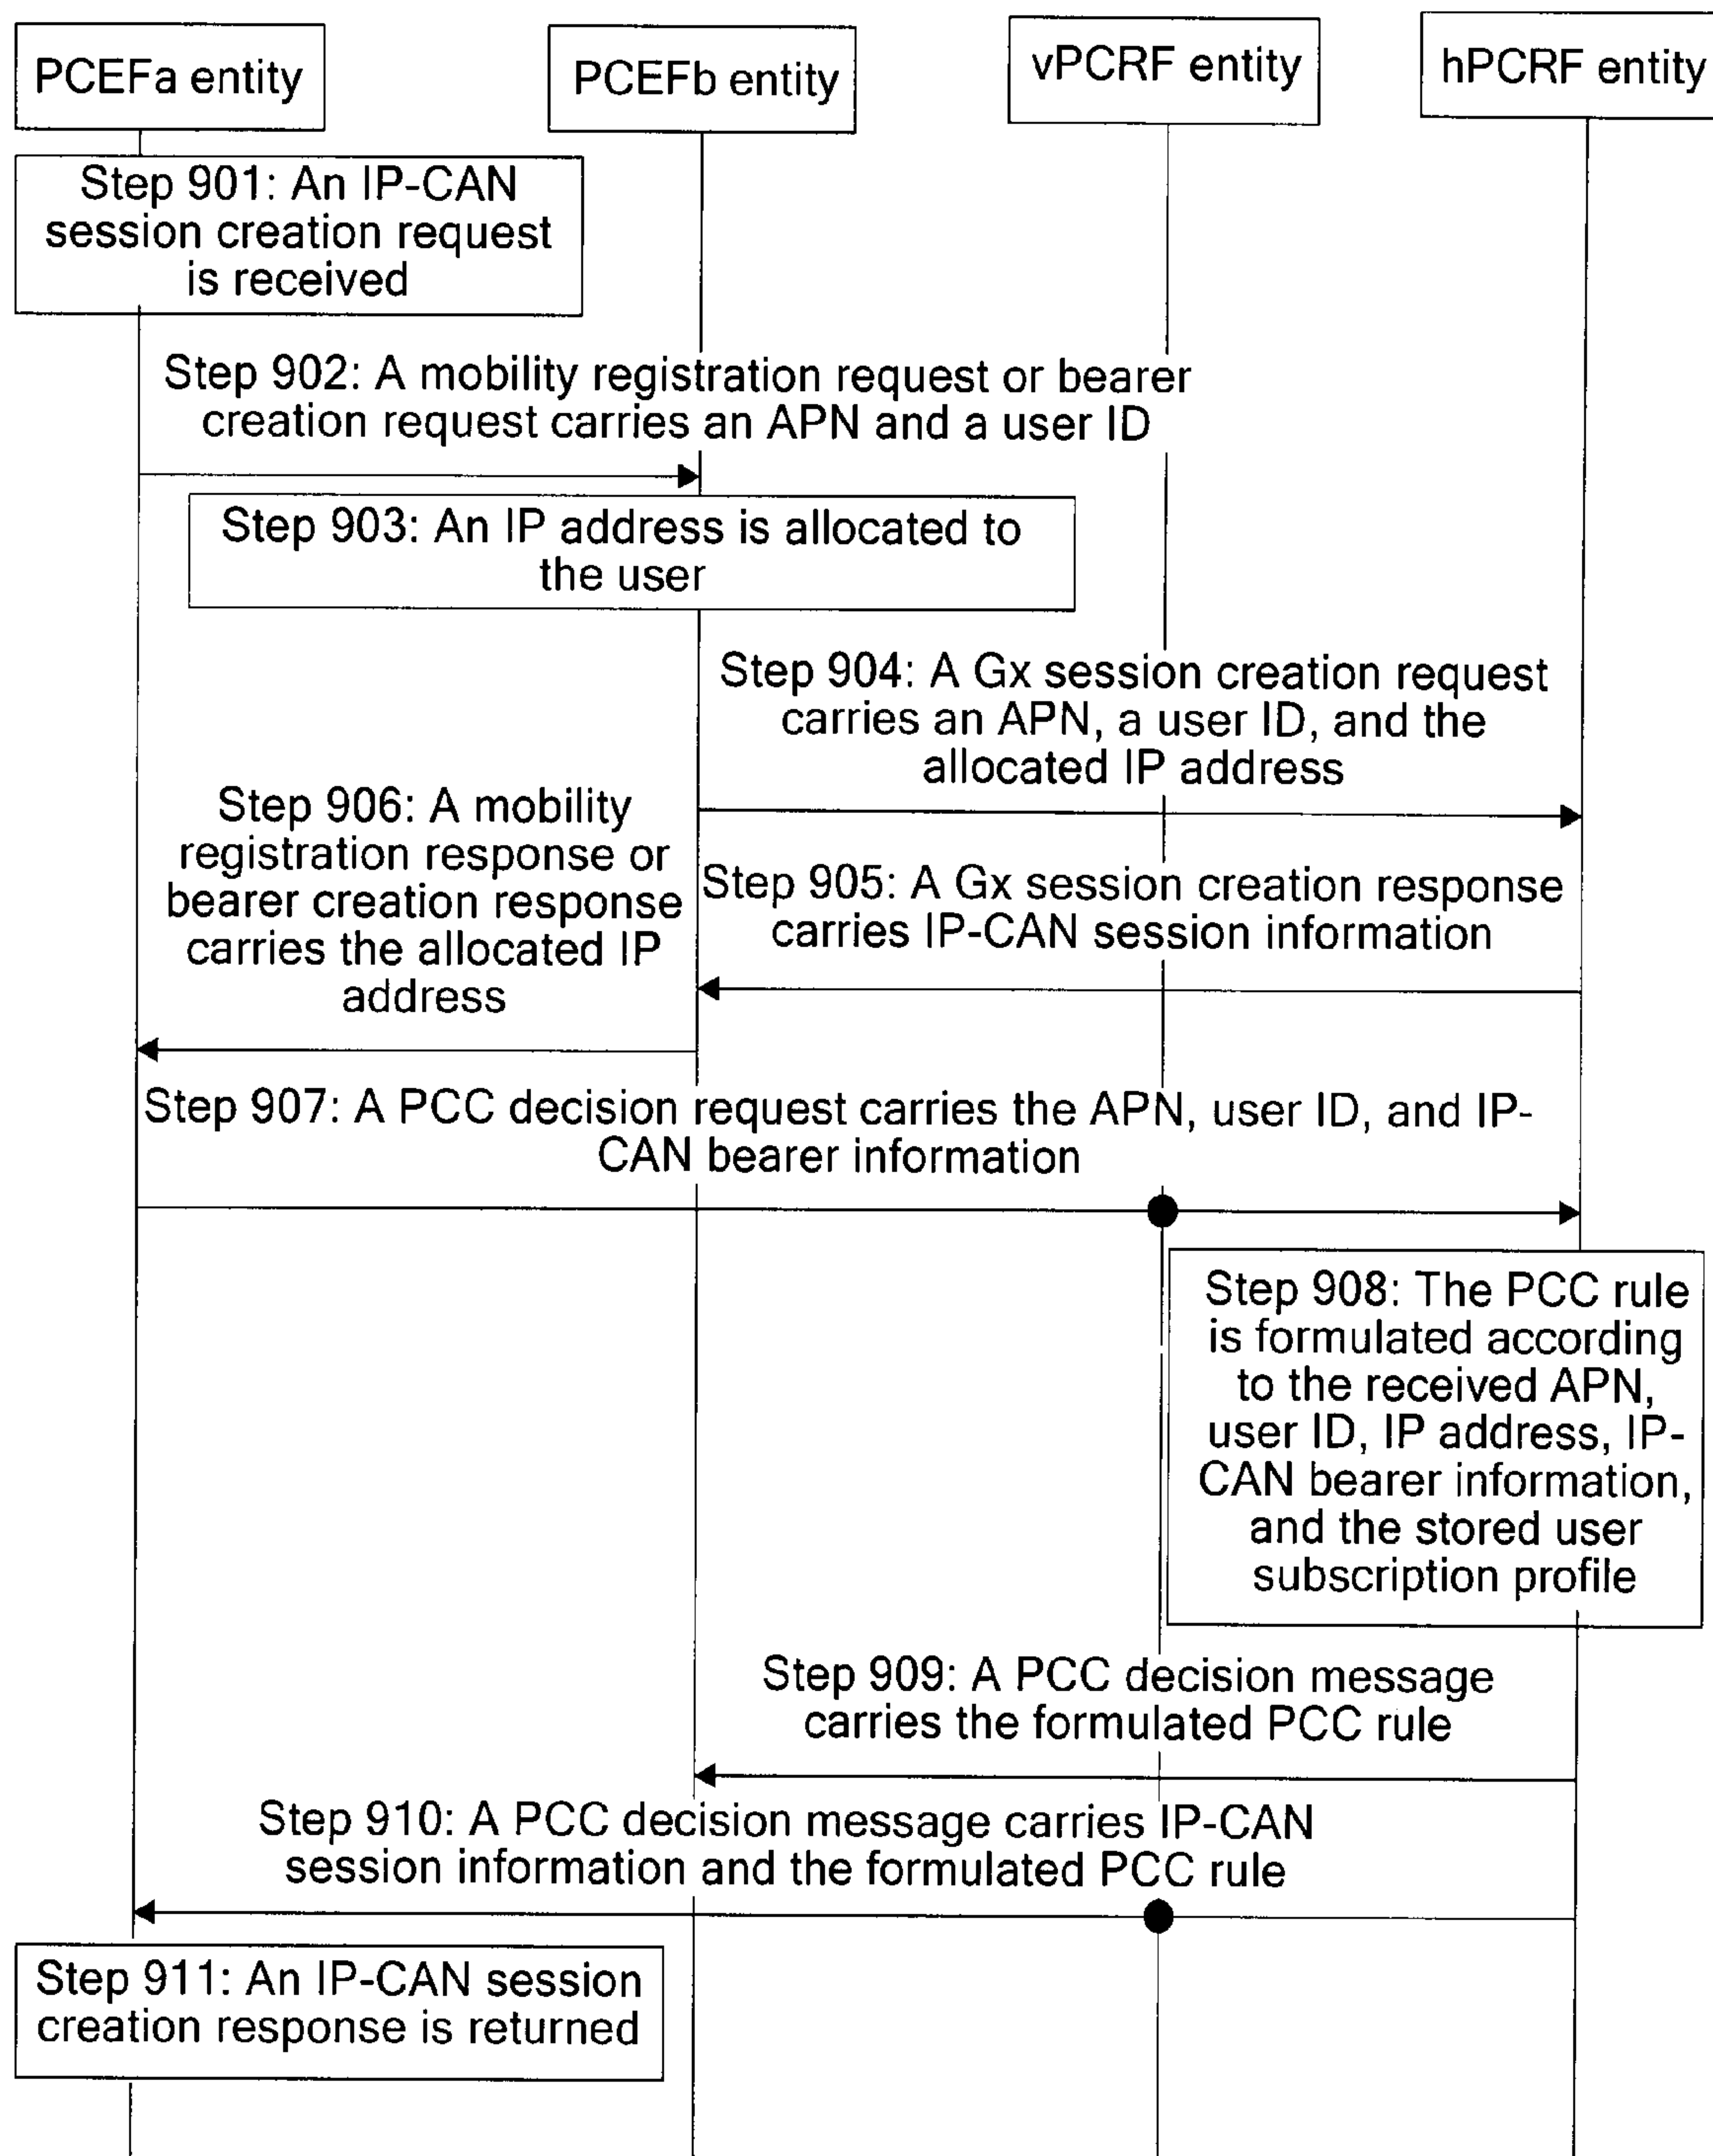 PCEFa entity
PCEFb entity
vPCRF entity
hPCRF entity
Step 901: An IP-CAN
session creation request
is received
Step 902: A mobility registration request or bearer
creation request carries an APN and a user ID
Step 903: An IP address is allocated to
the user
Step 904: A Gx session creation request
carries an APN, a user ID, and the
allocated IP address
Step 906: A mobility
registration response or
bearer creation response
carries the allocated IP
address
Step 905: A Gx session creation response
carries IP-CAN session information
Step 907: A PCC decision request carries the APN, user ID, and IP-
CAN bearer information
Step 908: The PCC rule
is formulated according
to the received APN,
user ID, IP address, IP-
CAN bearer information,
and the stored user
subscription profile
Step 909: A PCC decision message
carries the formulated PCC rule
Step 910: A PCC decision message carries IP-CAN
session information and the formulated PCC rule
Step 911: An IP-CAN session
creation response is returned